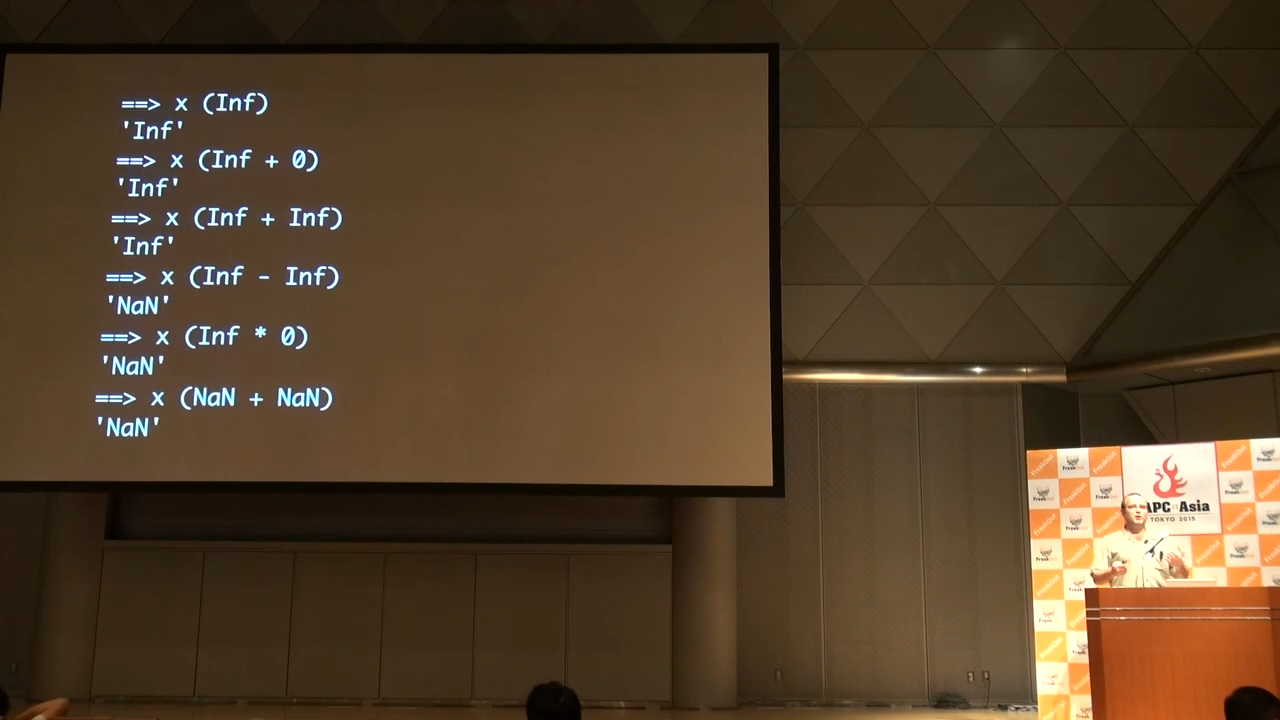 ==> x (Inf)
'Inf'
==> x (Inf + 0)
'Inf'
==> x (Inf + Inf)
'Inf'
==> x (Inf - Inf)
'NaN'
==> x (Inf * 0)
'NaN'
==> x (NaN + NaN)
'NaN'
APC Asia
TOKYO 2015
FreakOut